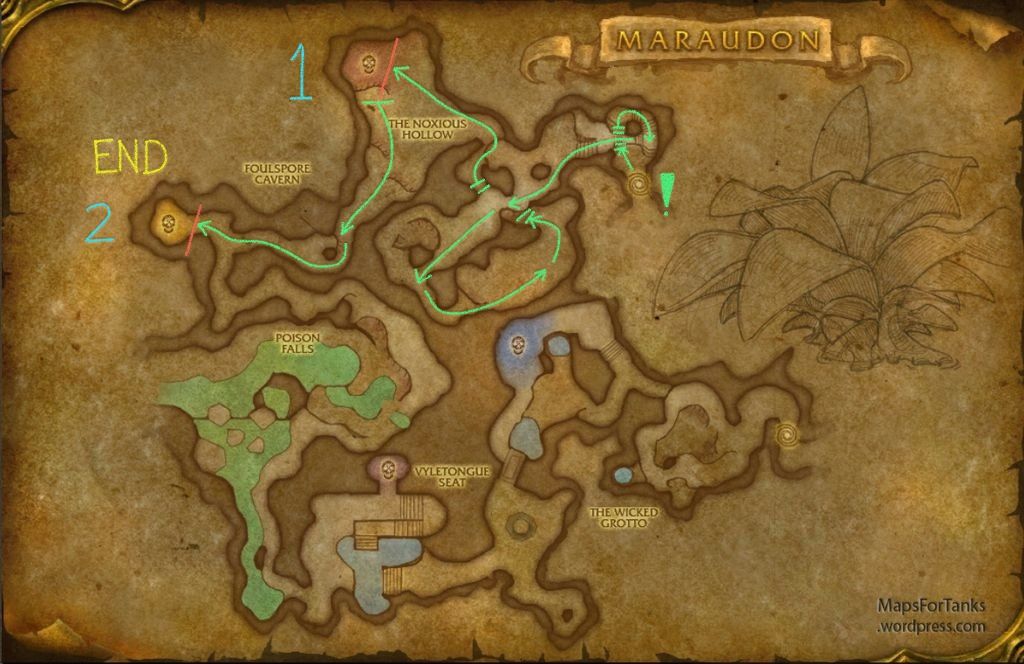 MARAUDON
1
THE NOXIOUS
HOLLOW
END
FOULSPORE
CAVERN
2
!
POISON
FALLS
VYLETONGUE
SEAT
THE WICKED
GROTTO
MapsForTanks
.wordpress.com